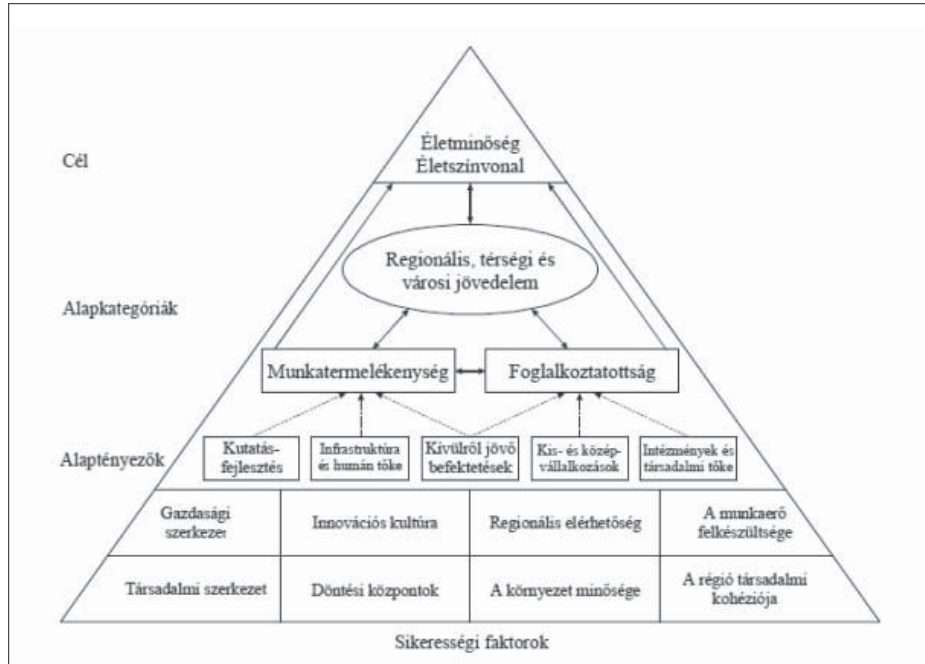 Cél
Életminőség
Életszínvonal
Alapkategóriák
Regionális, térségi és
városi jövedelem
Munkatermelékenység
Foglalkoztatottság
Alaptényezők
Kutatás-
fejlesztés
Infrastruktúra
és humán tőke
Kívülről jövő
befektetések
Kis- és közép-
vállalkozások
Intézmények és
társadalmi tőke
Gazdasági
szerkezet
Innovációs kultúra
Regionális elérhetőség
A munkaerő
felkészültsége
Társadalmi szerkezet
Döntési központok
A környezet minősége
A régió társadalmi
kohéziója
Sikerességi faktorok